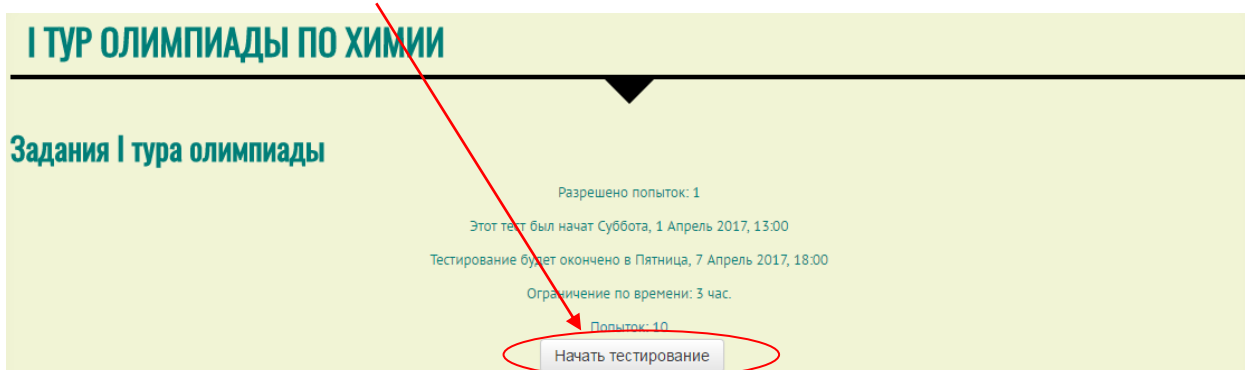 I ТУР ОЛИМПИАДЫ ПО ХИМИИ
Задания I тура олимпиады
Разрешено попыток: 1
Этот тест был начат Суббота, 1 Апрель 2017, 13:00
Тестирование будет окончено в Пятница, 7 Апрель 2017, 18:00
Ограничение по времени: 3 час.
Попыток: 10
Начать тестирование